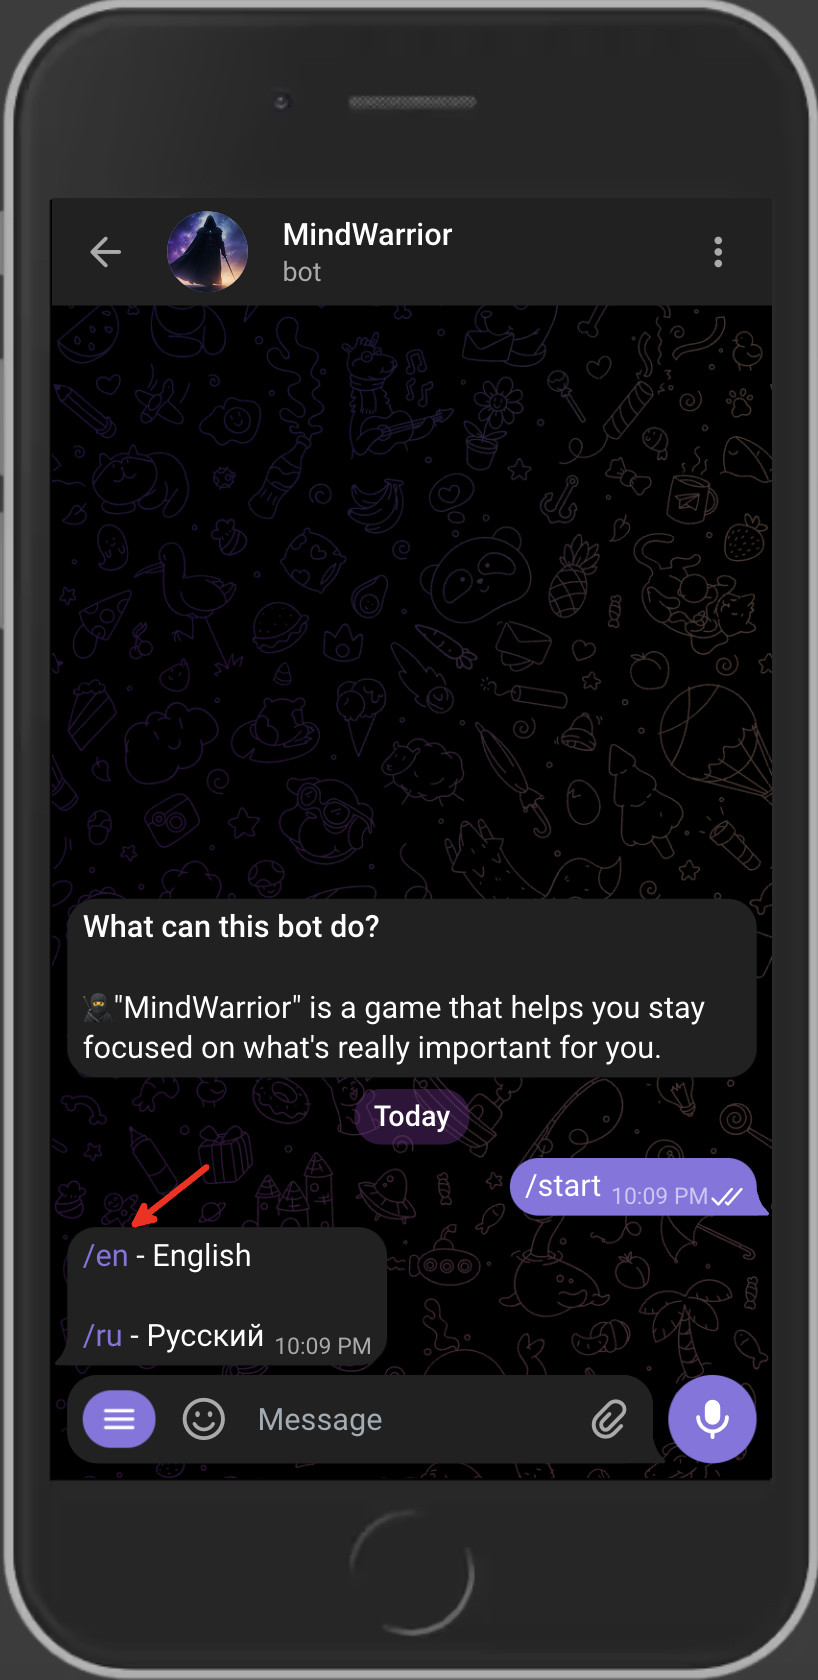 MindWarrior
bot
What can this bot do?
🥷"MindWarrior" is a game that helps you stay
focused on what's really important for you.
Today
/start 10:09 PM
/en - English
/ru - Русский 10:09 PM
Message